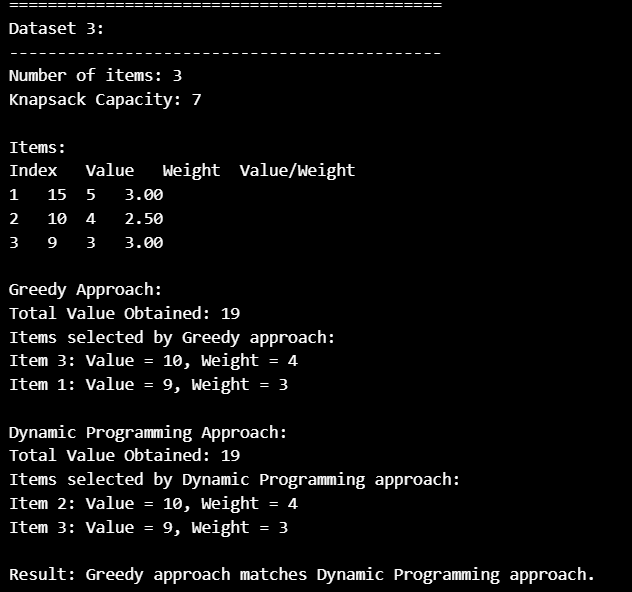 =============================================
Dataset 3:
---------------------------------------------
Number of items: 3
Knapsack Capacity: 7
Items:
Index   Value   Weight  Value/Weight
1   15  5   3.00
2   10  4   2.50
3   9   3   3.00
Greedy Approach:
Total Value Obtained: 19
Items selected by Greedy approach:
Item 3: Value = 10, Weight = 4
Item 1: Value = 9, Weight = 3
Dynamic Programming Approach:
Total Value Obtained: 19
Items selected by Dynamic Programming approach:
Item 2: Value = 10, Weight = 4
Item 3: Value = 9, Weight = 3
Result: Greedy approach matches Dynamic Programming approach.